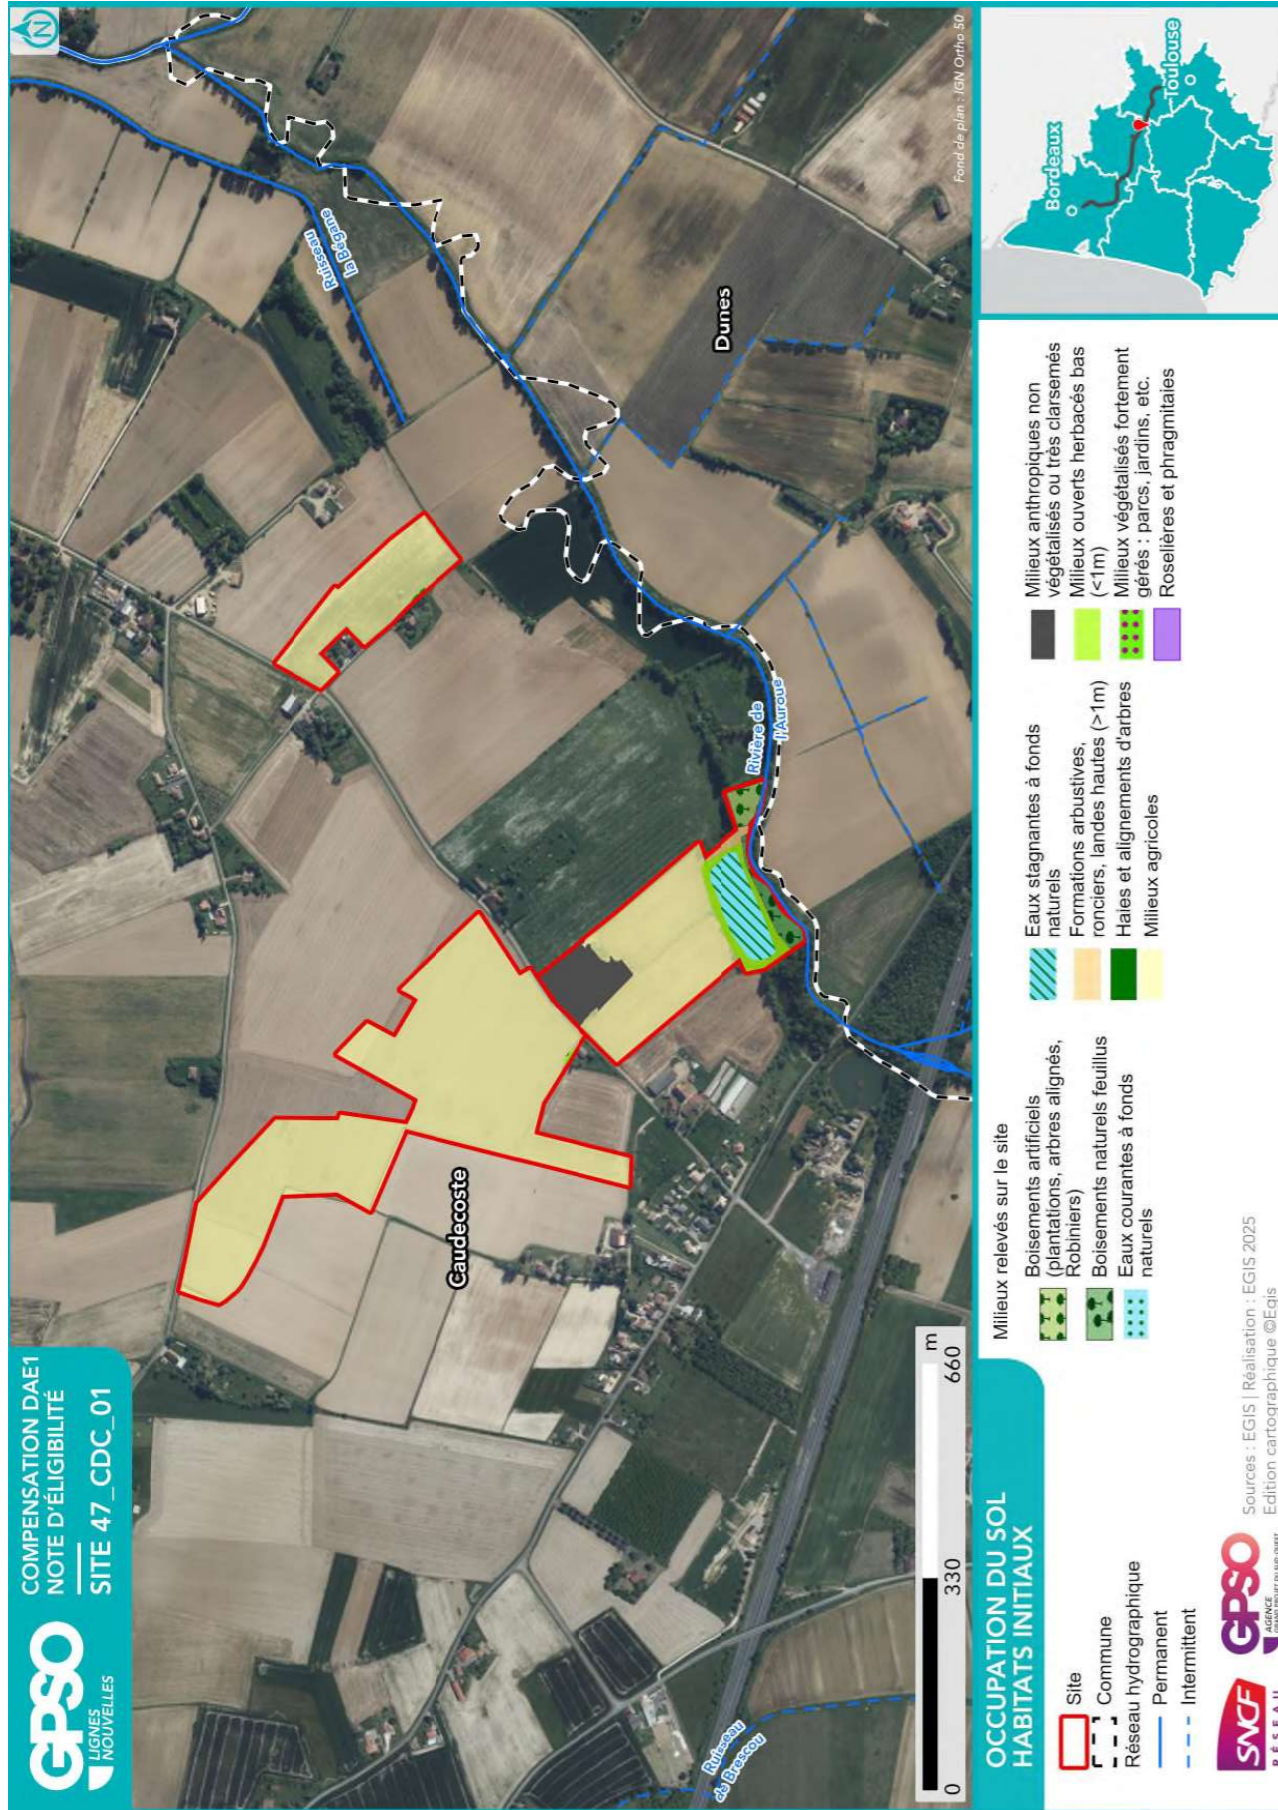 GPSO
LIGNES
NOUVELLES
COMPENSATION DAE1
NOTE D'ÉLIGIBILITÉ
SITE 47_CDC_01
N
Caudecoste
Dunes
Ruisseau
la Bégane
Rivière de
l'Auroue
Ruisseau
de Brescou
Fond de plan : IGN Ortho 50
0 330 660 m
OCCUPATION DU SOL
HABITATS INITIAUX
Site
Commune
Réseau hydrographique
Permanent
Intermittent
Milieux relevés sur le site
Boisements artificiels
(plantations, arbres alignés,
Robiniers)
Boisements naturels feuillus
Eaux courantes à fonds
naturels
Eaux stagnantes à fonds
naturels
Formations arbustives,
ronciers, landes hautes (>1m)
Haies et alignements d'arbres
Milieux agricoles
Milieux anthropiques non
végétalisés ou très clairsemés
Milieux ouverts herbacés bas
(<1m)
Milieux végétalisés fortement
gérés : parcs, jardins, etc.
Roselières et phragmitaies
Bordeaux
Toulouse
SNCF
RÉSEAU
GPSO
AGENCE
Sources : EGIS | Réalisation : EGIS 2025
Edition cartographique ©Egis